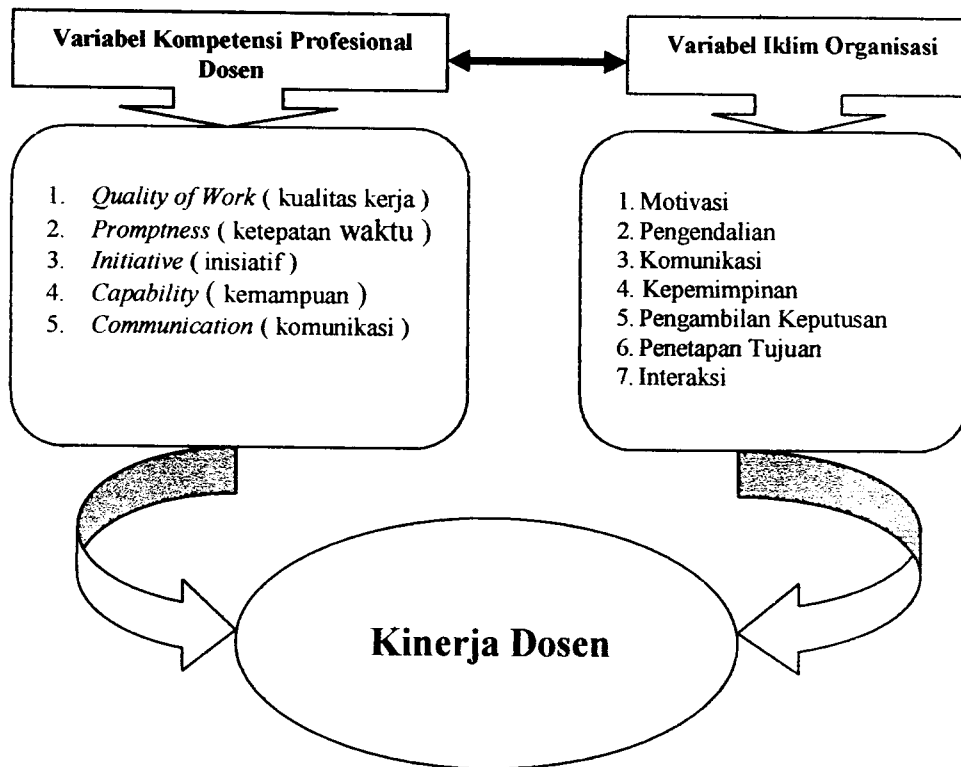 Variabel Kompetensi Profesional
Dosen
Variabel Iklim Organisasi
1. Quality of Work ( kualitas kerja )
2. Promptness ( ketepatan waktu )
3. Initiative ( inisiatif )
4. Capability ( kemampuan )
5. Communication ( komunikasi )
1. Motivasi
2. Pengendalian
3. Komunikasi
4. Kepemimpinan
5. Pengambilan Keputusan
6. Penetapan Tujuan
7. Interaksi
Kinerja Dosen